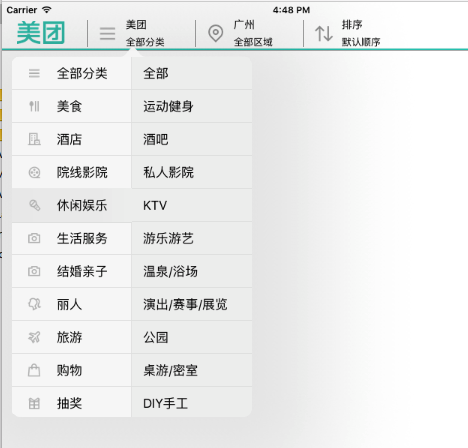 Carrier 4:48 PM
美团
美团
全部分类
广州
全部区域
排序
默认顺序
全部分类 全部
美食 运动健身
酒店 酒吧
院线影院 私人影院
休闲娱乐 KTV
生活服务 游乐游艺
结婚亲子 温泉/浴场
丽人 演出/赛事/展览
旅游 公园
购物 桌游/密室
抽奖 DIY手工